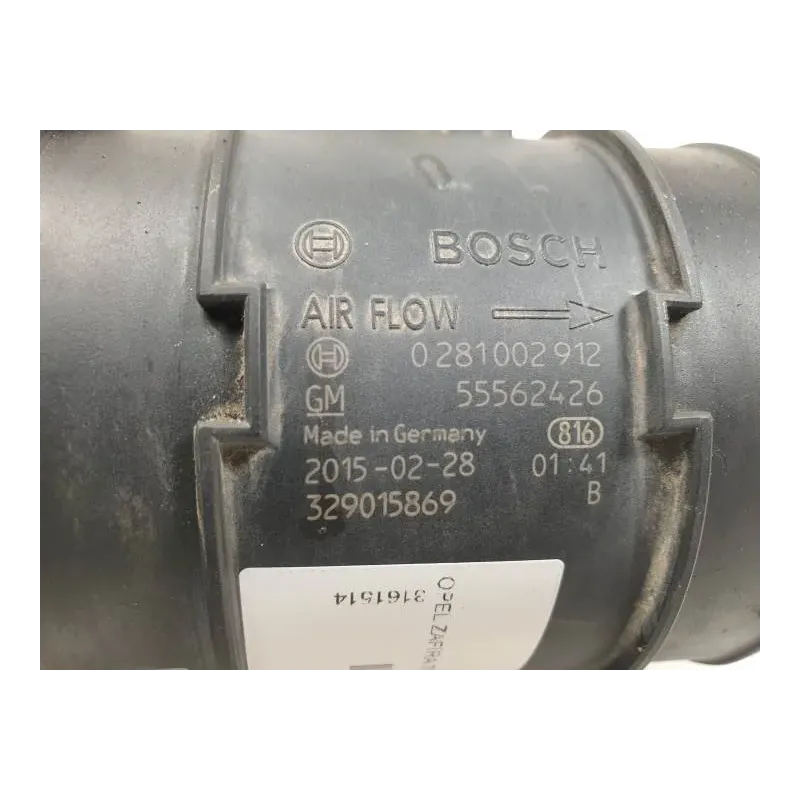 BOSCH
AIR FLOW
0 281 002 912
GM 55562426
Made in Germany 816
2015-02-28 01:41
329015869 B
OPEL ZAFIRA
3161514